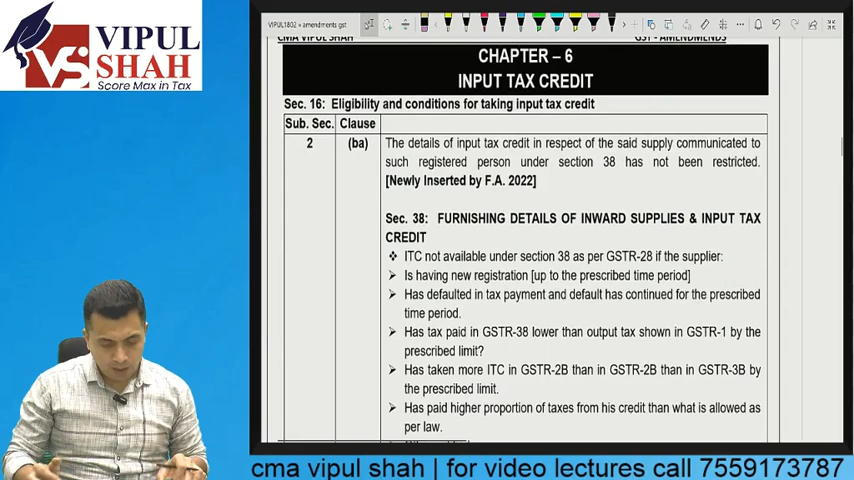 VIPUL
SHAH
VS
Score Max in Tax
VIPUL1802 + amendments gst
CMA VIPUL SHAH
GST - AMENDMENDS
CHAPTER – 6
INPUT TAX CREDIT
Sec. 16: Eligibility and conditions for taking input tax credit
Sub. Sec. Clause
2 (ba) The details of input tax credit in respect of the said supply communicated to
such registered person under section 38 has not been restricted.
[Newly Inserted by F.A. 2022]
Sec. 38: FURNISHING DETAILS OF INWARD SUPPLIES & INPUT TAX
CREDIT
❖ ITC not available under section 38 as per GSTR-28 if the supplier:
➢ Is having new registration [up to the prescribed time period]
➢ Has defaulted in tax payment and default has continued for the prescribed
time period.
➢ Has tax paid in GSTR-38 lower than output tax shown in GSTR-1 by the
prescribed limit?
➢ Has taken more ITC in GSTR-2B than in GSTR-2B than in GSTR-3B by
the prescribed limit.
➢ Has paid higher proportion of taxes from his credit than what is allowed as
per law.
cma vipul shah | for video lectures call 7559173787